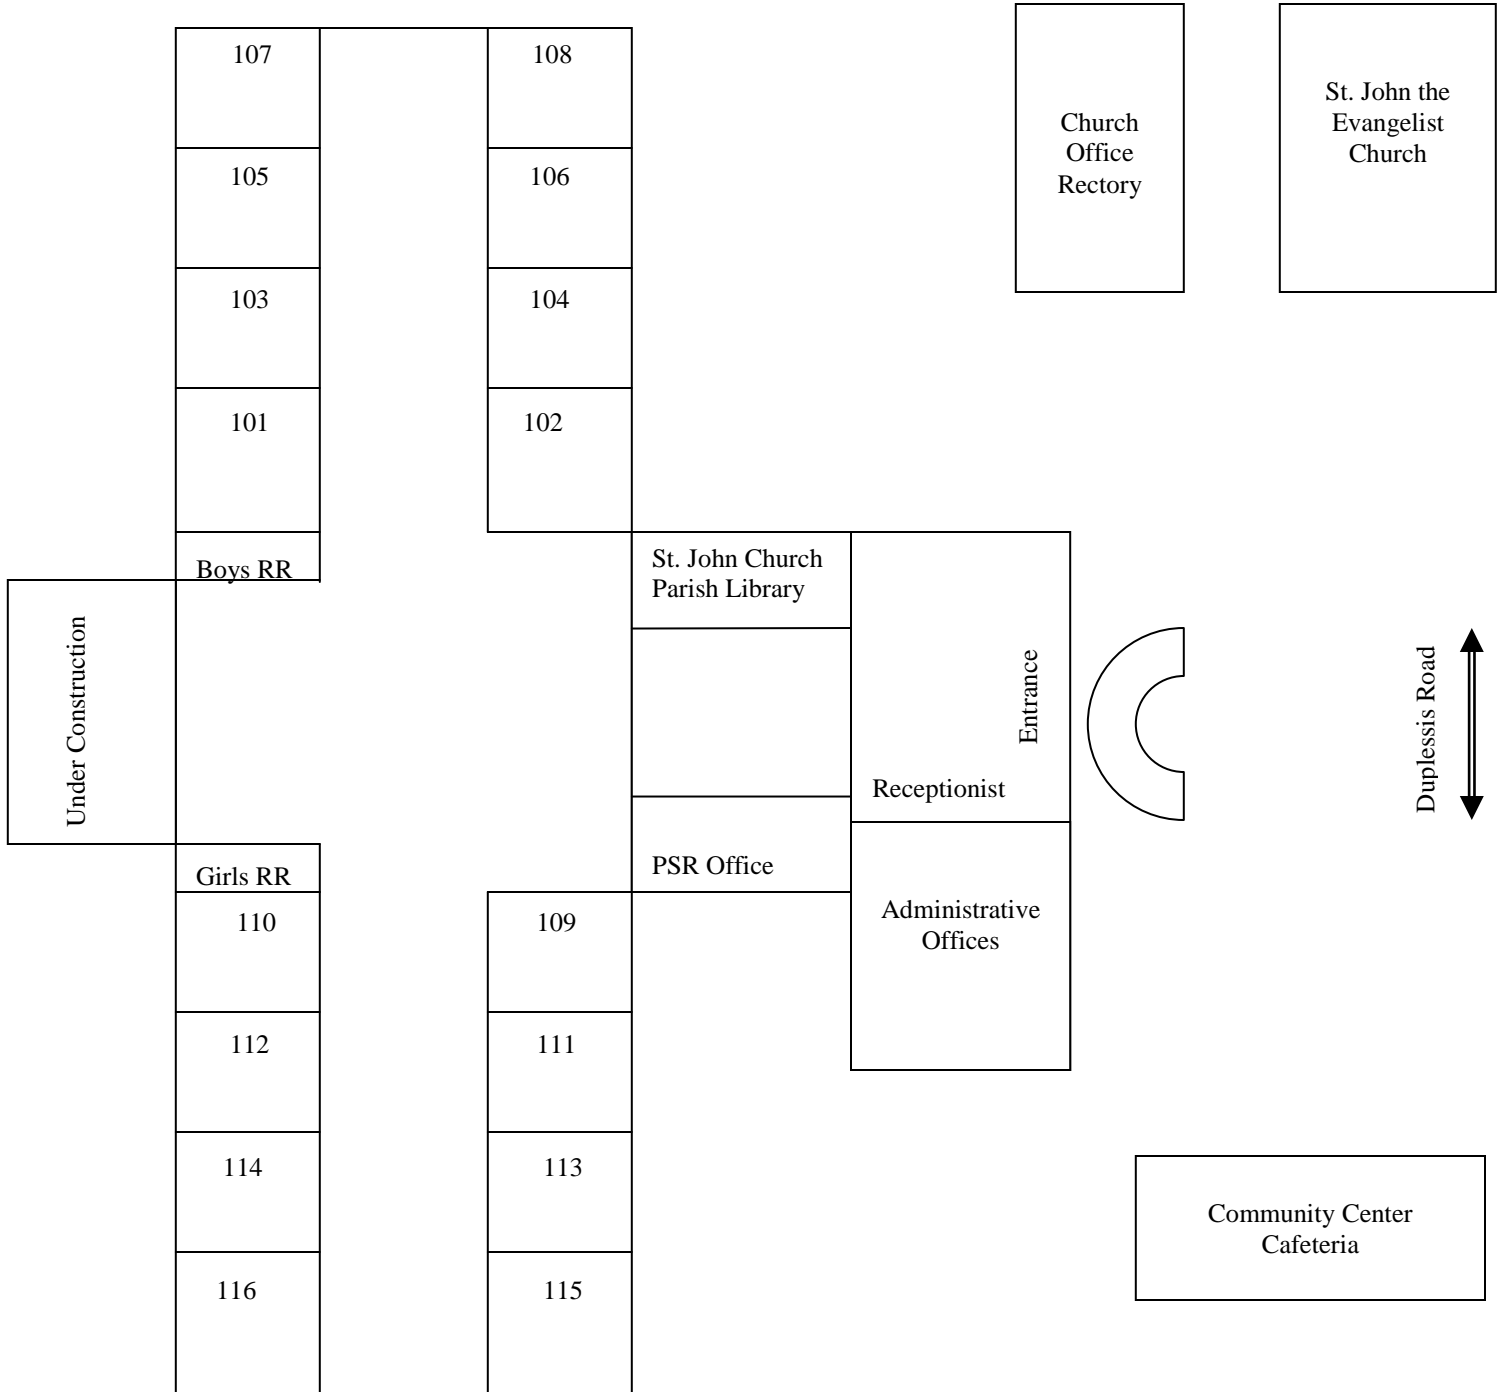 107
108
St. John the
Evangelist
Church
Church
Office
Rectory
105
106
103
104
101
102
Boys RR
St. John Church
Parish Library
Under Construction
Entrance
Duplessis Road
Receptionist
Girls RR
PSR Office
110
109
Administrative
Offices
112
111
114
113
Community Center
Cafeteria
116
115